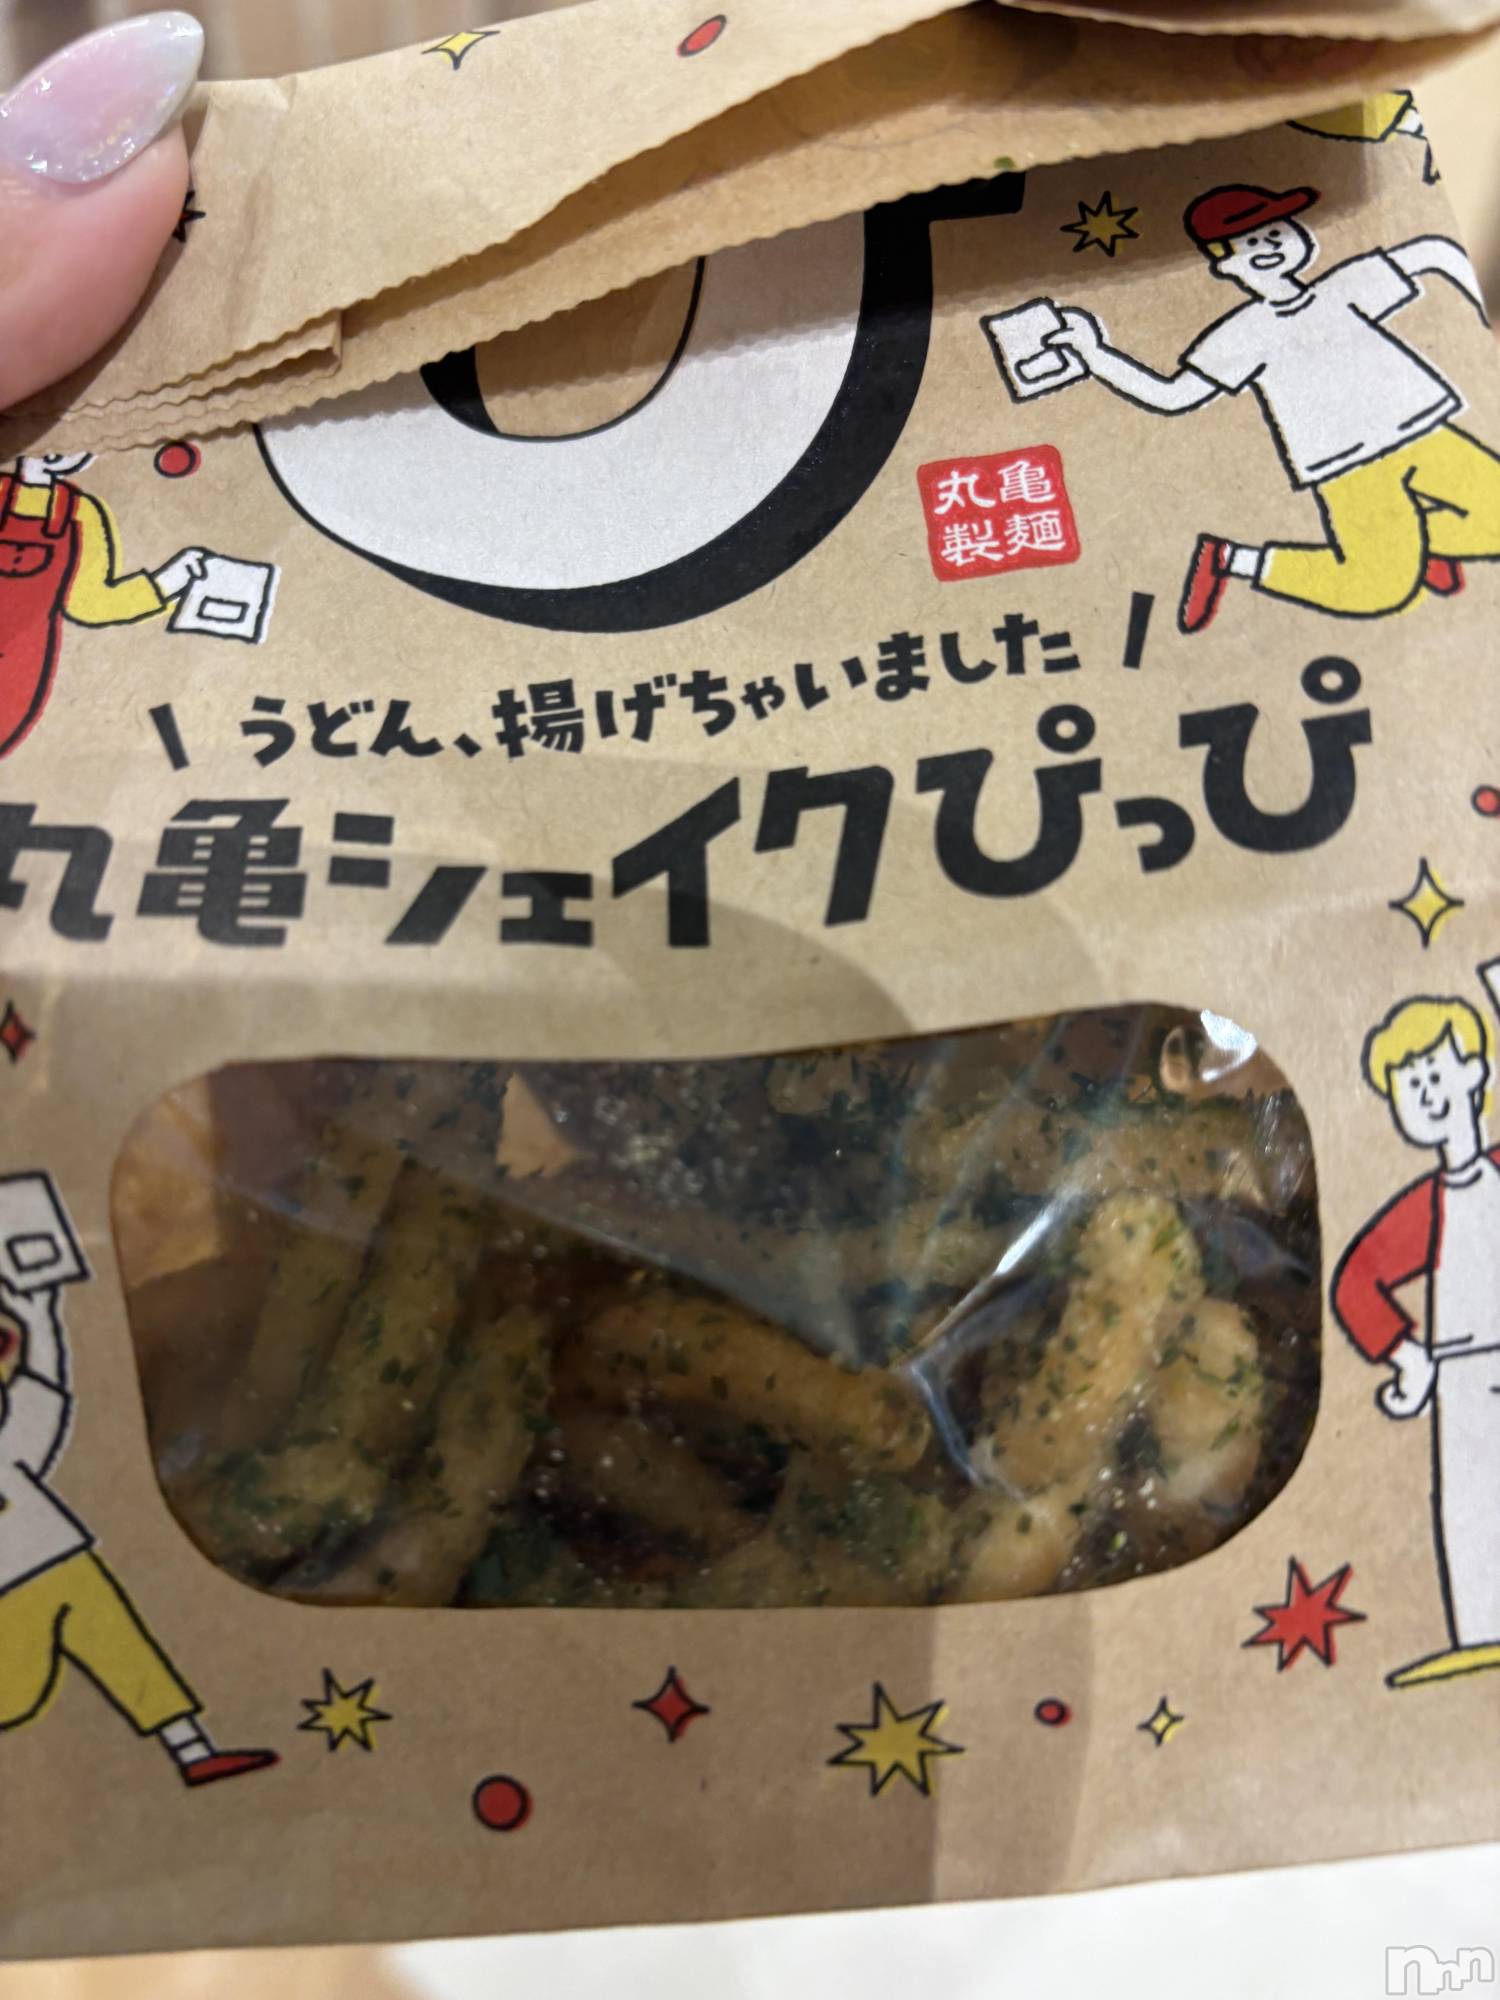 丸亀
製麺
\ うどん、揚げちゃいました /
丸亀シェイクぴっぴ
nnn